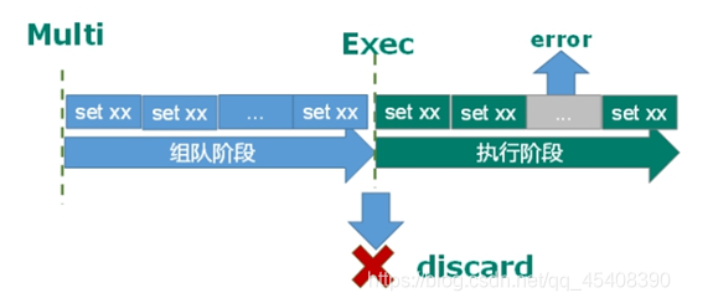 Multi
Exec
error
set xx set xx ... set xx set xx set xx ... set xx
组队阶段 执行阶段
discard
https://blog.csdn.net/qq_45408390